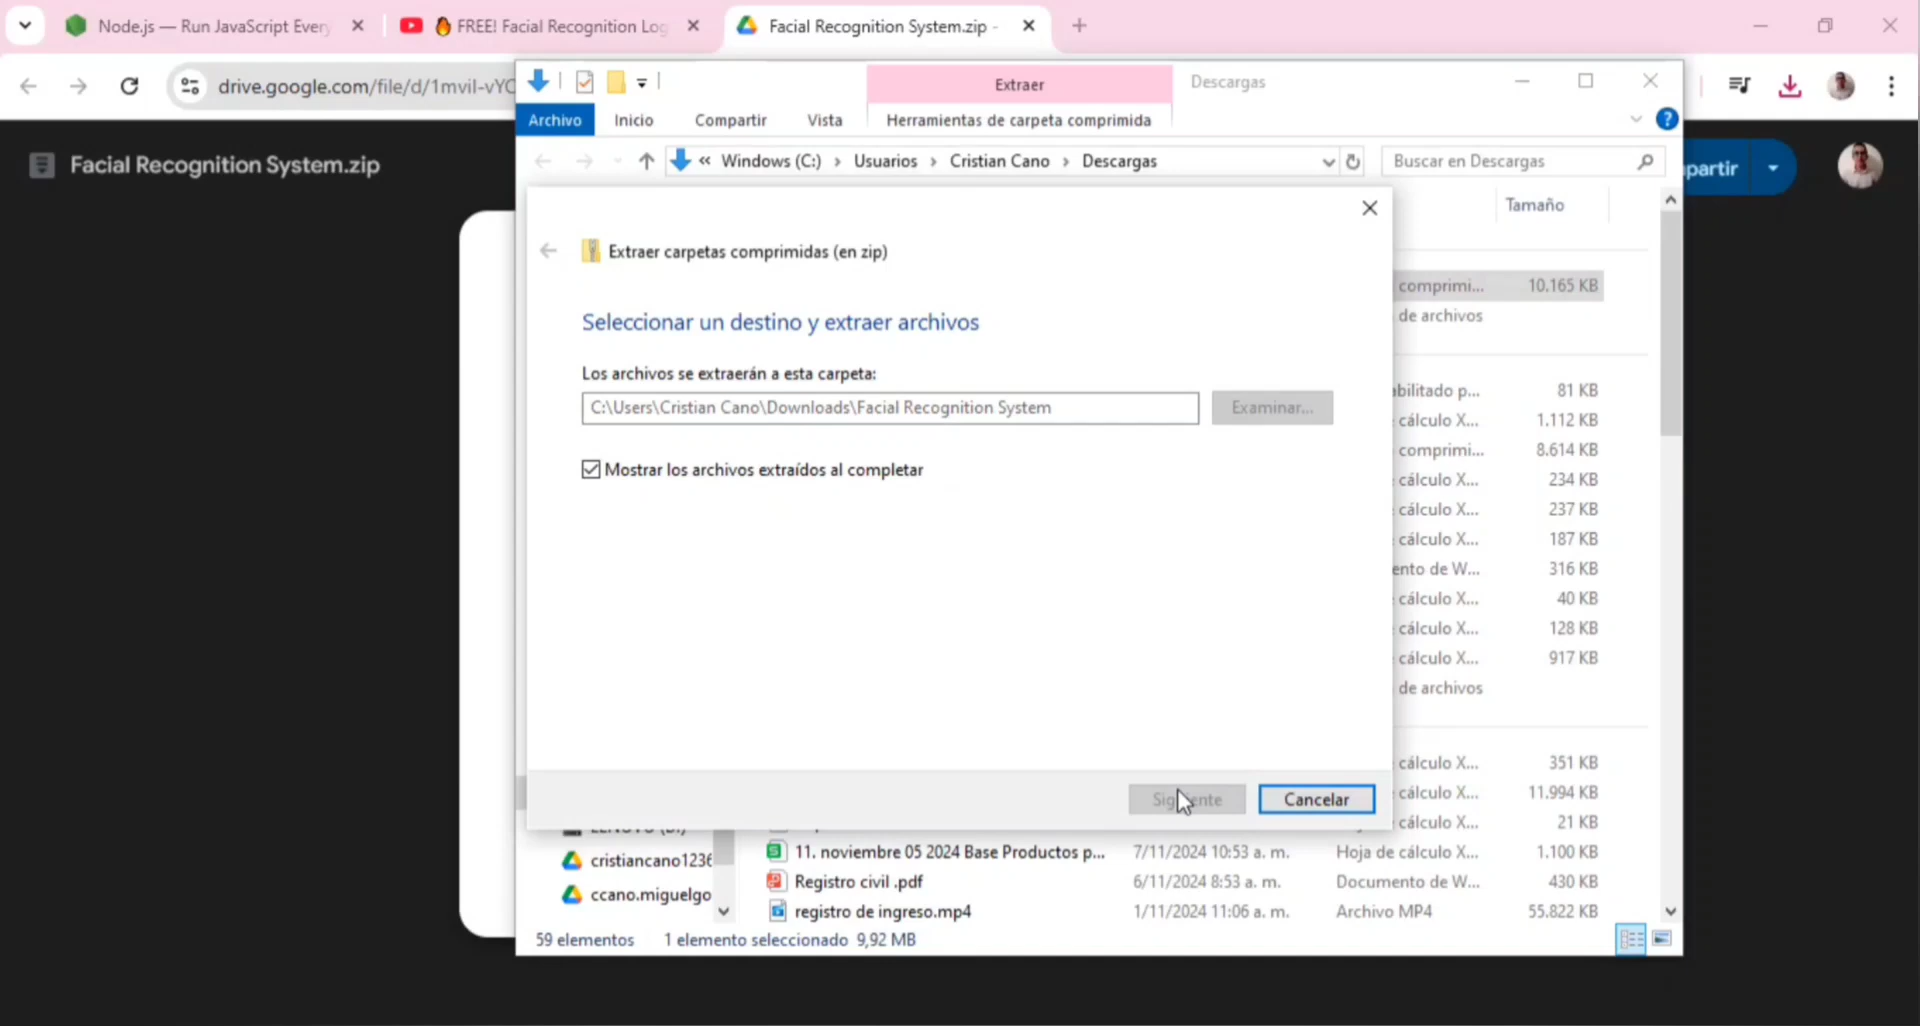 Node.js — Run JavaScript Every
FREE! Facial Recognition Log
Facial Recognition System.zip -
drive.google.com/file/d/1mviI-vYC
Extraer
Descargas
Archivo
Inicio
Compartir
Vista
Herramientas de carpeta comprimida
« Windows (C:) › Usuarios › Cristian Cano › Descargas
Buscar en Descargas
Facial Recognition System.zip
partir
Tamaño
Extraer carpetas comprimidas (en zip)
comprimi... 10.165 KB
de archivos
Seleccionar un destino y extraer archivos
Los archivos se extraerán a esta carpeta:
C:\Users\Cristian Cano\Downloads\Facial Recognition System
Examinar...
Mostrar los archivos extraídos al completar
abilitado p... 81 KB
cálculo X... 1.112 KB
comprimi... 8.614 KB
cálculo X... 234 KB
cálculo X... 237 KB
cálculo X... 187 KB
ento de W... 316 KB
cálculo X... 40 KB
cálculo X... 128 KB
cálculo X... 917 KB
de archivos
cálculo X... 351 KB
cálculo X... 11.994 KB
cálculo X... 21 KB
Siguiente
Cancelar
cristiancano1236
ccano.miguelgo
11. noviembre 05 2024 Base Productos p... 7/11/2024 10:53 a. m. Hoja de cálculo X... 1.100 KB
Registro civil .pdf 6/11/2024 8:53 a. m. Documento de W... 430 KB
registro de ingreso.mp4 1/11/2024 11:06 a. m. Archivo MP4 55.822 KB
59 elementos
1 elemento seleccionado 9,92 MB